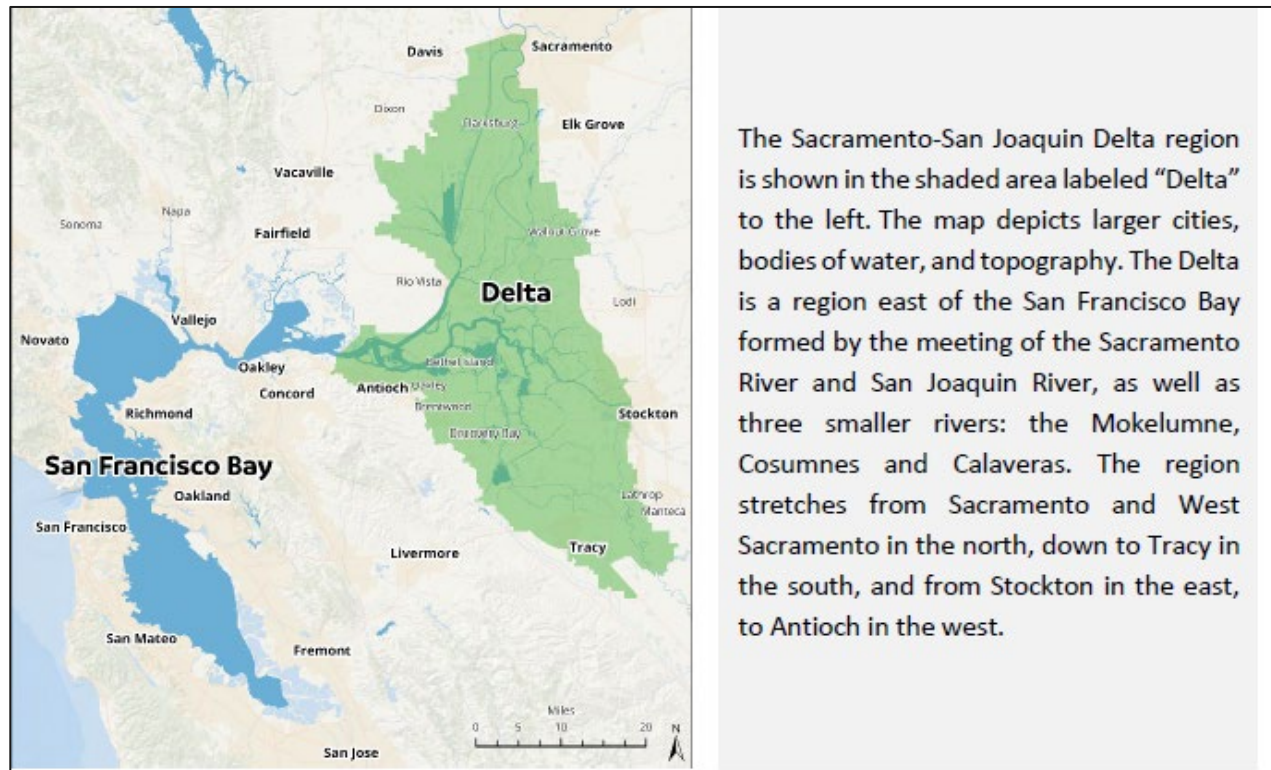 Davis
Sacramento
Dixon
Clarksburg
Elk Grove
Vacaville
Napa
Sonoma
Fairfield
Walnut Grove
Rio Vista
Delta
Lodi
Vallejo
Novato
Oakley
Bethel Island
Concord
Antioch
Oakley
Brentwood
Richmond
Stockton
Discovery Bay
San Francisco Bay
Oakland
Lathrop
Manteca
San Francisco
Livermore
Tracy
San Mateo
Fremont
Miles
0 5 10 20
N
San Jose
The Sacramento-San Joaquin Delta region
is shown in the shaded area labeled “Delta”
to the left. The map depicts larger cities,
bodies of water, and topography. The Delta
is a region east of the San Francisco Bay
formed by the meeting of the Sacramento
River and San Joaquin River, as well as
three smaller rivers: the Mokelumne,
Cosumnes and Calaveras. The region
stretches from Sacramento and West
Sacramento in the north, down to Tracy in
the south, and from Stockton in the east,
to Antioch in the west.